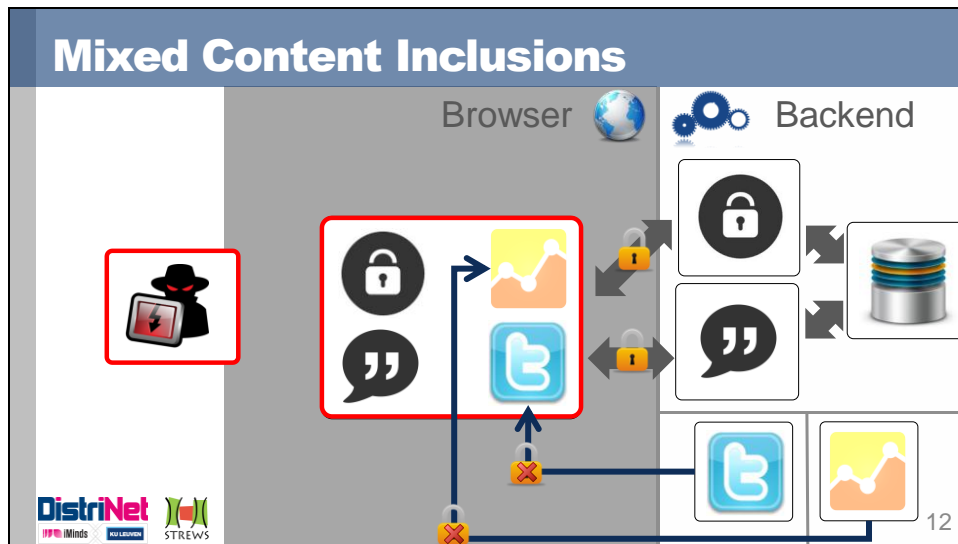 Mixed Content Inclusions
Browser
Backend
DistriNet
iMinds
KU LEUVEN
STREWS
12